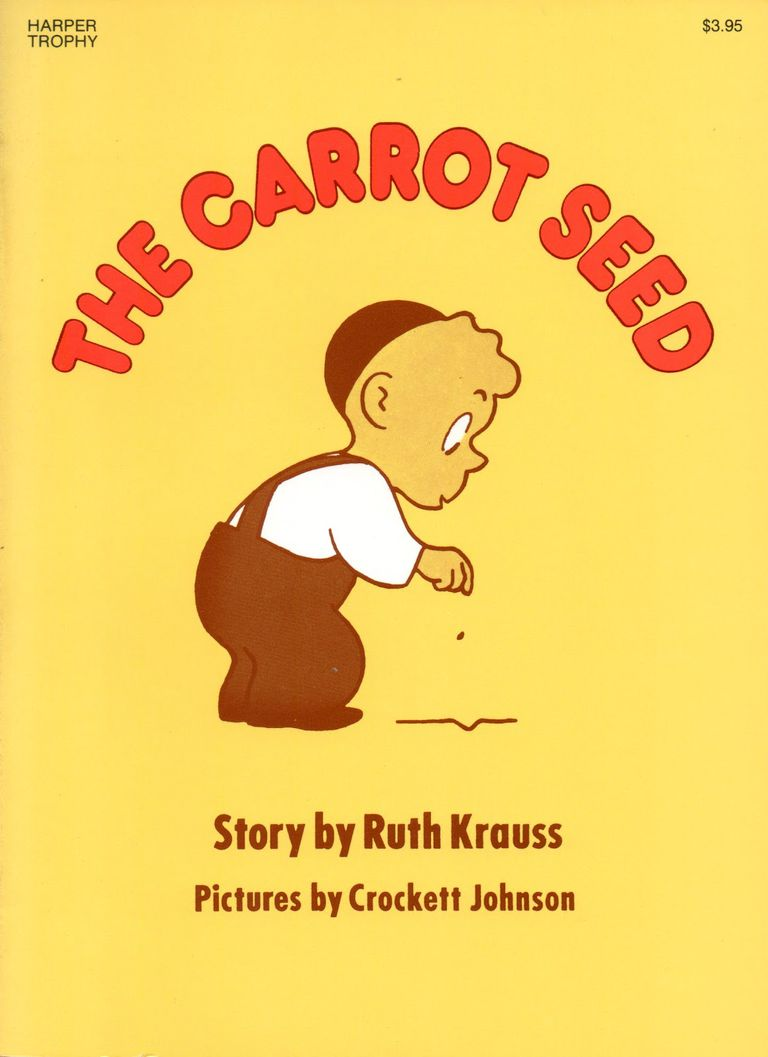 HARPER
TROPHY
$3.95
THE CARROT SEED
Story by Ruth Krauss
Pictures by Crockett Johnson